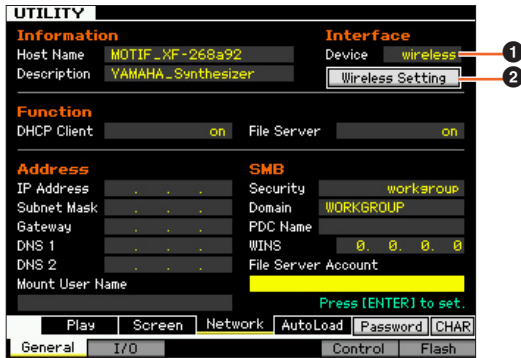 UTILITY
Information Interface
Host Name MOTIF_XF-268a92 Device wireless 1
Description YAMAHA_Synthesizer Wireless Setting 2
Function
DHCP Client on File Server on
Address SMB
IP Address . . . Security workgroup
Subnet Mask . . . Domain WORKGROUP
Gateway . . . PDC Name
DNS 1 . . . WINS 0. 0. 0. 0
DNS 2 . . . File Server Account
Mount User Name
Press [ENTER] to set.
Play Screen Network AutoLoad Password CHAR
General I/O Control Flash